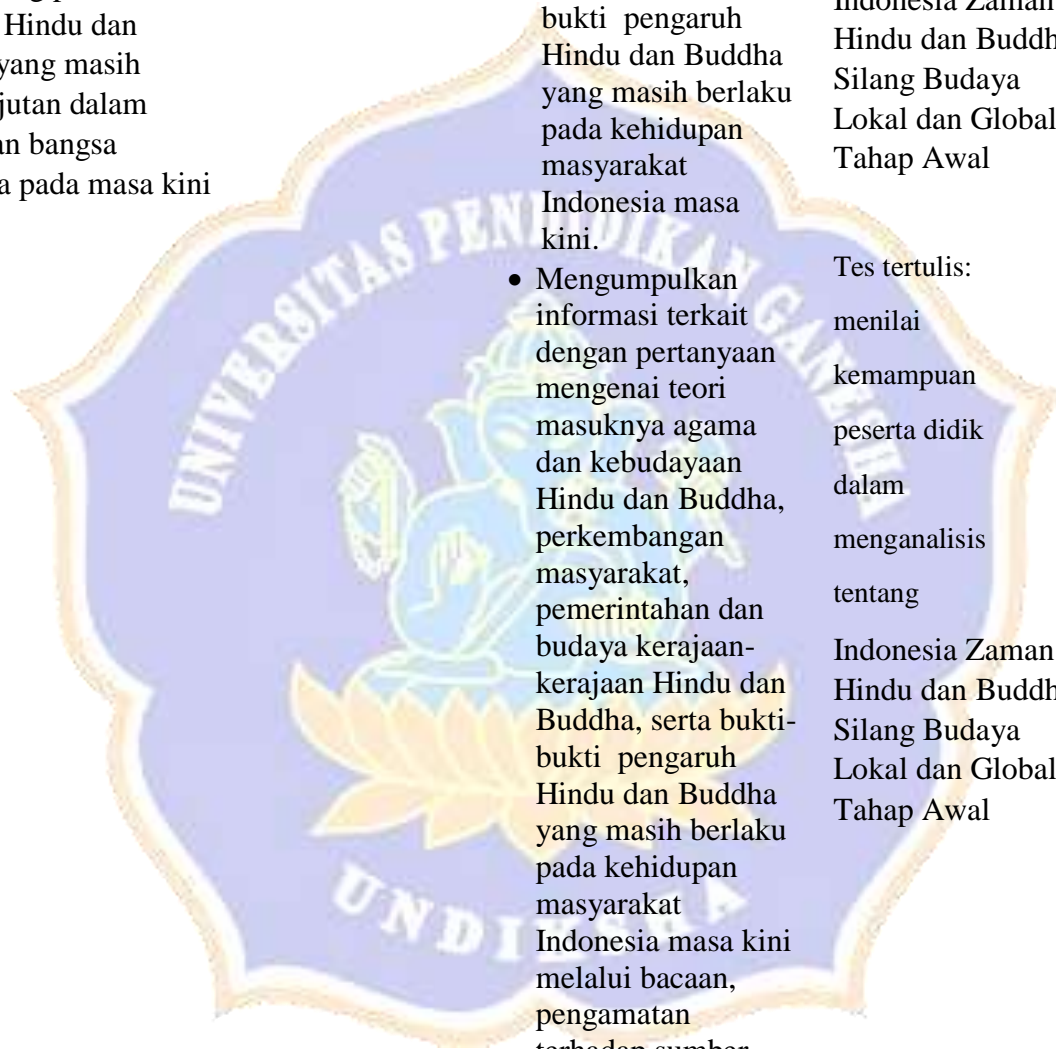 Hindu dan
yang masih
jutan dalam
an bangsa
a pada masa kini
bukti pengaruh
Hindu dan Buddha
yang masih berlaku
pada kehidupan
masyarakat
Indonesia masa
kini.
• Mengumpulkan
informasi terkait
dengan pertanyaan
mengenai teori
masuknya agama
dan kebudayaan
Hindu dan Buddha,
perkembangan
masyarakat,
pemerintahan dan
budaya kerajaan-
kerajaan Hindu dan
Buddha, serta bukti-
bukti pengaruh
Hindu dan Buddha
yang masih berlaku
pada kehidupan
masyarakat
Indonesia masa kini
melalui bacaan,
pengamatan
terhadap sumber
Indonesia Zaman
Hindu dan Buddh
Silang Budaya
Lokal dan Global
Tahap Awal
Tes tertulis:
menilai
kemampuan
peserta didik
dalam
menganalisis
tentang
Indonesia Zaman
Hindu dan Buddh
Silang Budaya
Lokal dan Global
Tahap Awal
UNIVERSITAS PENDIDIKAN GANESHA
UNDIKSHA